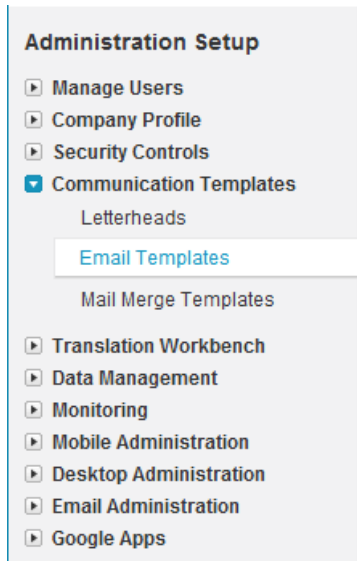 Administration Setup
Manage Users
Company Profile
Security Controls
Communication Templates
Letterheads
Email Templates
Mail Merge Templates
Translation Workbench
Data Management
Monitoring
Mobile Administration
Desktop Administration
Email Administration
Google Apps